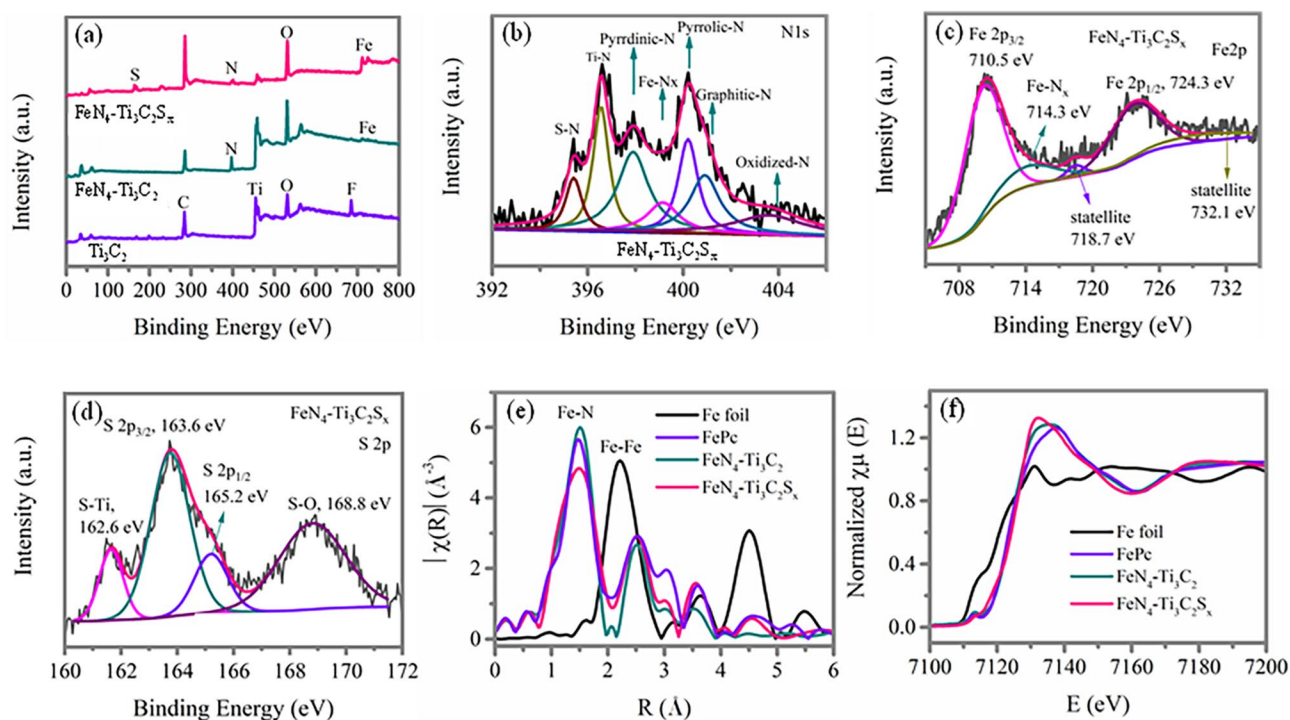 (a)
O
Fe
S
N
FeN₄-Ti₃C₂Sₓ
N
Fe
FeN₄-Ti₃C₂
C
Ti
O
F
Ti₃C₂
Intensity (a.u.)
0 100 200 300 400 500 600 700 800
Binding Energy (eV)
(b)
Pyrrolic-N
N1s
Pyrrdinic-N
Ti-N
Fe-Nx
Graphitic-N
S-N
Oxidized-N
FeN₄-Ti₃C₂Sₓ
Intensity (a.u.)
392 396 400 404
Binding Energy (eV)
(c)
Fe 2p₃/₂
710.5 eV
FeN₄-Ti₃C₂Sₓ
Fe2p
Fe-Nₓ
714.3 eV
Fe 2p₁/₂, 724.3 eV
statellite
718.7 eV
statellite
732.1 eV
Intensity (a.u.)
708 714 720 726 732
Binding Energy (eV)
(d)
FeN₄-Ti₃C₂Sₓ
S 2p
S 2p₃/₂, 163.6 eV
S 2p₁/₂
165.2 eV
S-Ti,
162.6 eV
S-O, 168.8 eV
Intensity (a.u.)
160 162 164 166 168 170 172
Binding Energy (eV)
(e)
Fe-N
Fe-Fe
Fe foil
FePc
FeN₄-Ti₃C₂
FeN₄-Ti₃C₂Sₓ
| χ(R)| (Å⁻³)
6
4
2
0
0 1 2 3 4 5 6
R (Å)
(f)
Fe foil
FePc
FeN₄-Ti₃C₂
FeN₄-Ti₃C₂Sₓ
Normalized χμ (E)
1.2
0.9
0.6
0.3
0.0
7100 7120 7140 7160 7180 7200
E (eV)